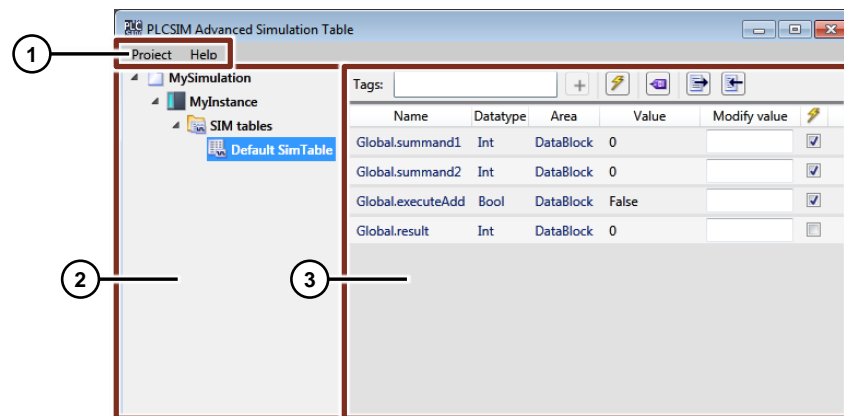 PLCSIM Advanced Simulation Table
1
Project Help
MySimulation
MyInstance
SIM tables
Default SimTable
Tags:
Name Datatype Area Value Modify value
Global.summand1 Int DataBlock 0
Global.summand2 Int DataBlock 0
Global.executeAdd Bool DataBlock False
Global.result Int DataBlock 0
2
3